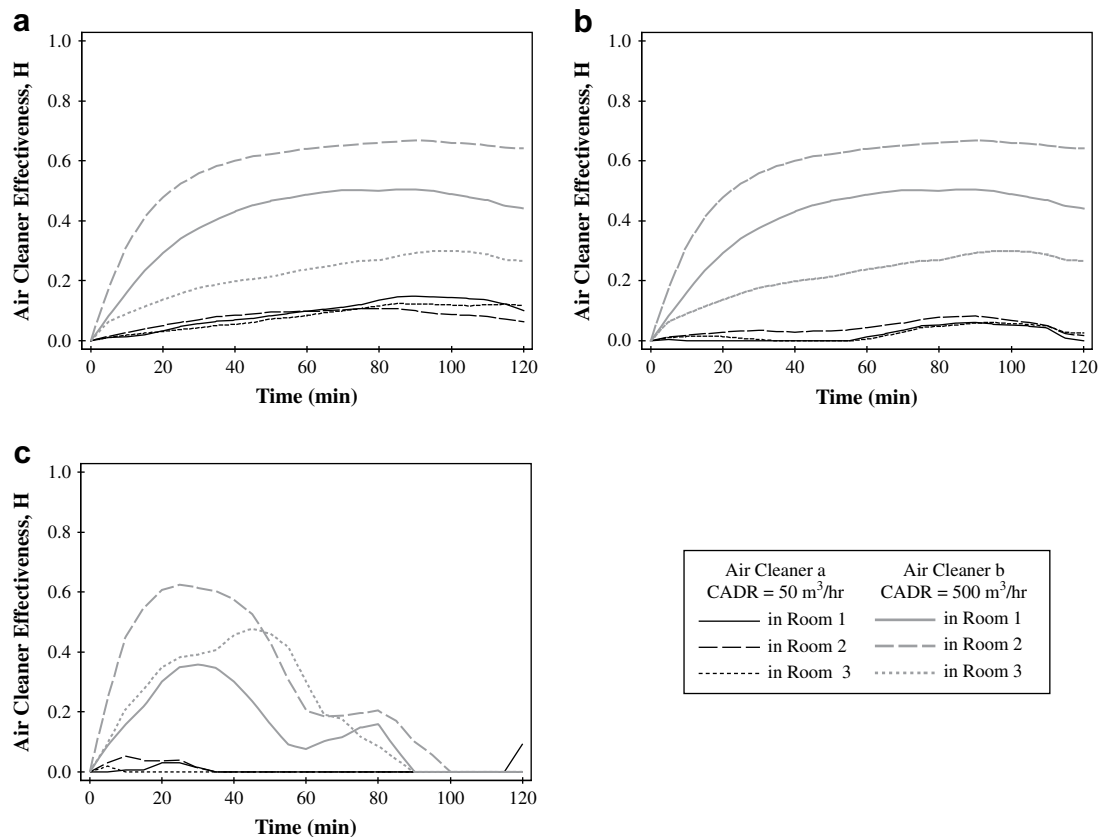 a
1.0
0.8
0.6
0.4
0.2
0.0
Air Cleaner Effectiveness, H
0 20 40 60 80 100 120
Time (min)
b
1.0
0.8
0.6
0.4
0.2
0.0
Air Cleaner Effectiveness, H
0 20 40 60 80 100 120
Time (min)
c
1.0
0.8
0.6
0.4
0.2
0.0
Air Cleaner Effectiveness, H
0 20 40 60 80 100 120
Time (min)
Air Cleaner a
CADR = 50 m³/hr
in Room 1
in Room 2
in Room 3
Air Cleaner b
CADR = 500 m³/hr
in Room 1
in Room 2
in Room 3